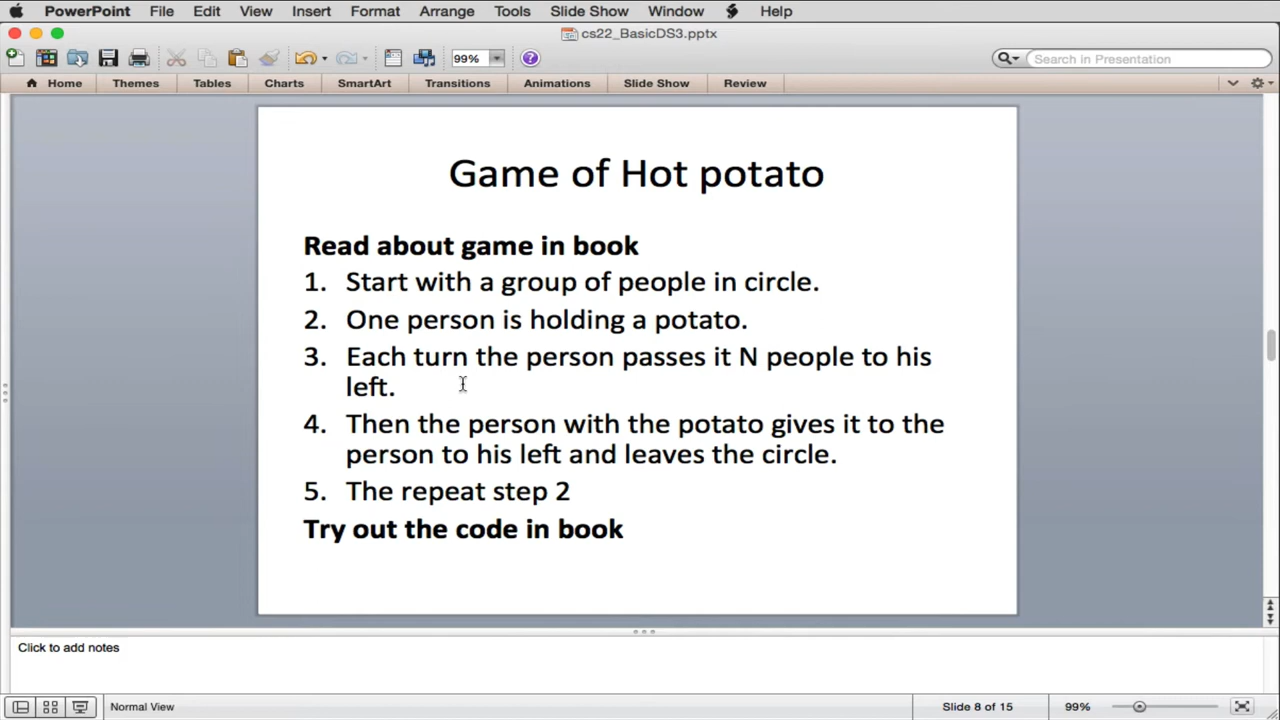 PowerPoint File Edit View Insert Format Arrange Tools Slide Show Window Help
cs22_BasicDS3.pptx
99% ? Search in Presentation
Home Themes Tables Charts SmartArt Transitions Animations Slide Show Review
Game of Hot potato
Read about game in book
1. Start with a group of people in circle.
2. One person is holding a potato.
3. Each turn the person passes it N people to his
left.
4. Then the person with the potato gives it to the
person to his left and leaves the circle.
5. The repeat step 2
Try out the code in book
Click to add notes
Normal View Slide 8 of 15 99%